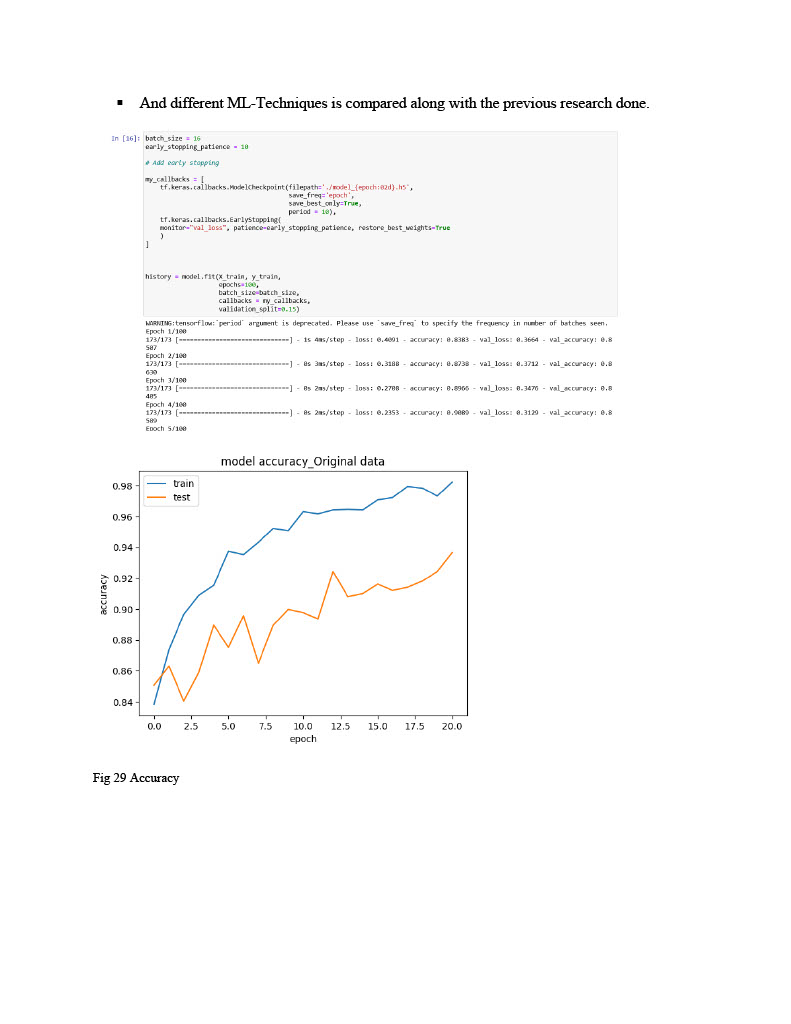 ▪ And different ML-Techniques is compared along with the previous research done.
In [16]: batch_size = 16
early_stopping_patience = 10
# Add early stopping
my_callbacks = [
tf.keras.callbacks.ModelCheckpoint(filepath='./model_{epoch:02d}.h5',
save_freq='epoch',
save_best_only=True,
period = 10),
tf.keras.callbacks.EarlyStopping(
monitor="val_loss", patience=early_stopping_patience, restore_best_weights=True
)
]
history = model.fit(X_train, y_train,
epochs=100,
batch_size=batch_size,
callbacks = my_callbacks,
validation_split=0.15)
WARNING:tensorflow:`period` argument is deprecated. Please use `save_freq` to specify the frequency in number of batches seen.
Epoch 1/100
173/173 [==============================] - 1s 4ms/step - loss: 0.4091 - accuracy: 0.8383 - val_loss: 0.3664 - val_accuracy: 0.8
507
Epoch 2/100
173/173 [==============================] - 0s 3ms/step - loss: 0.3188 - accuracy: 0.8738 - val_loss: 0.3712 - val_accuracy: 0.8
630
Epoch 3/100
173/173 [==============================] - 0s 2ms/step - loss: 0.2708 - accuracy: 0.8966 - val_loss: 0.3476 - val_accuracy: 0.8
405
Epoch 4/100
173/173 [==============================] - 0s 2ms/step - loss: 0.2353 - accuracy: 0.9089 - val_loss: 0.3129 - val_accuracy: 0.8
589
Epoch 5/100
model accuracy_Original data
train
test
0.98
0.96
0.94
0.92
0.90
0.88
0.86
0.84
accuracy
0.0 2.5 5.0 7.5 10.0 12.5 15.0 17.5 20.0
epoch
Fig 29 Accuracy